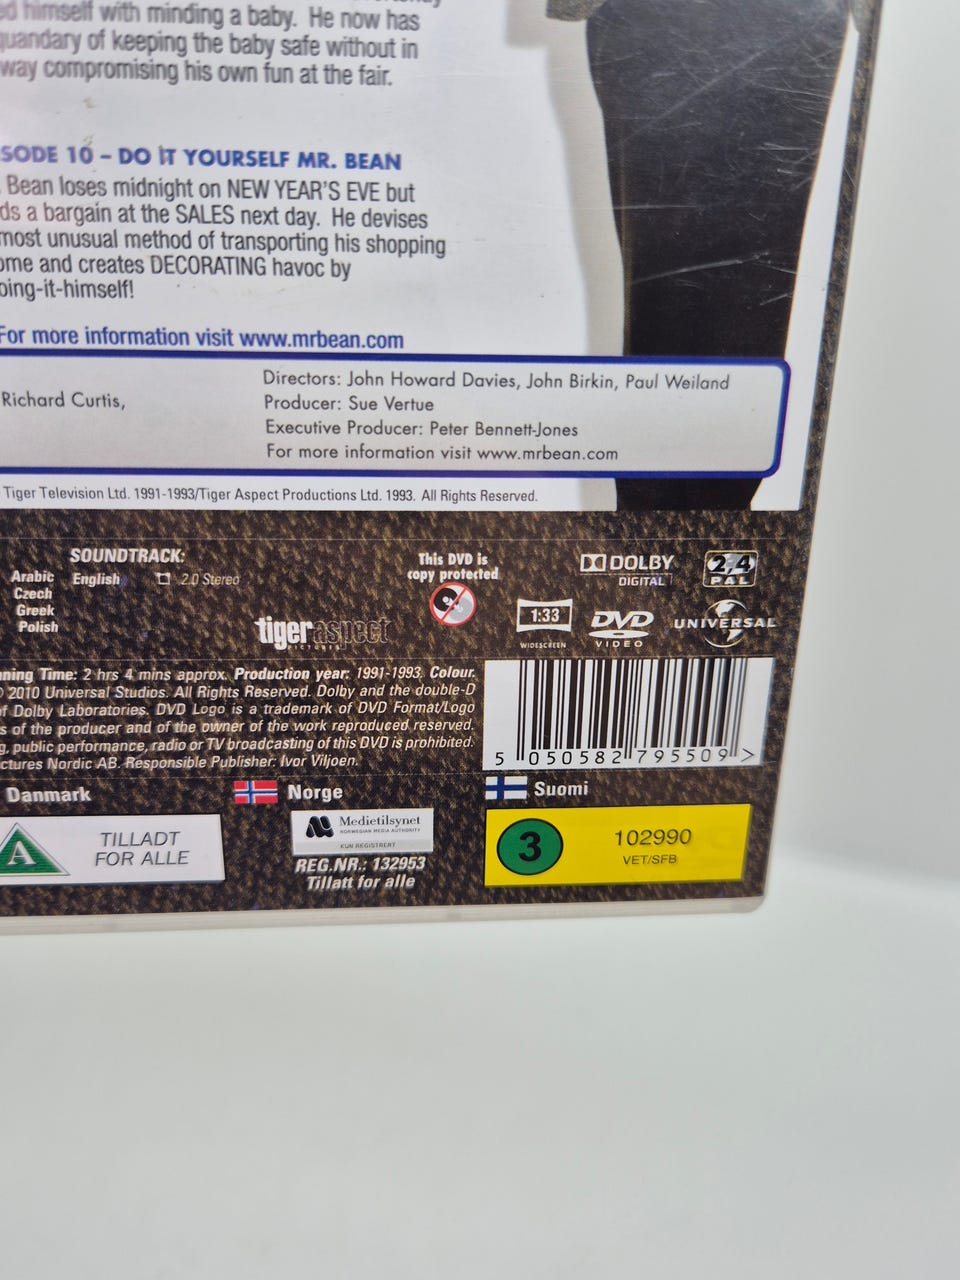 himself with minding a baby. He now has
quandary of keeping the baby safe without in
way compromising his own fun at the fair.
SODE 10 – DO IT YOURSELF MR. BEAN
Bean loses midnight on NEW YEAR'S EVE but
ds a bargain at the SALES next day. He devises
most unusual method of transporting his shopping
ome and creates DECORATING havoc by
oing-it-himself!
For more information visit www.mrbean.com
Richard Curtis,
Directors: John Howard Davies, John Birkin, Paul Weiland
Producer: Sue Vertue
Executive Producer: Peter Bennett-Jones
For more information visit www.mrbean.com
Tiger Television Ltd. 1991-1993/Tiger Aspect Productions Ltd. 1993. All Rights Reserved.
SOUNDTRACK:
Arabic
English 2.0 Stereo
Czech
Greek
Polish
tigeraspect
PICTURES
This DVD is
copy protected
DOLBY
DIGITAL
2,4
PAL
1:33
WIDESCREEN
DVD
VIDEO
UNIVERSAL
ning Time: 2 hrs 4 mins approx. Production year: 1991-1993. Colour.
© 2010 Universal Studios. All Rights Reserved. Dolby and the double-D
f Dolby Laboratories. DVD Logo is a trademark of DVD Format/Logo
s of the producer and of the owner of the work reproduced reserved.
g, public performance, radio or TV broadcasting of this DVD is prohibited.
ctures Nordic AB. Responsible Publisher: Ivor Viljoen.
5 050582 795509 >
Danmark
Norge
Suomi
A
TILLADT
FOR ALLE
Medietilsynet
NORWEGIAN MEDIA AUTHORITY
KUN REGISTRERT
REG.NR.: 132953
Tillatt for alle
3
102990
VET/SFB